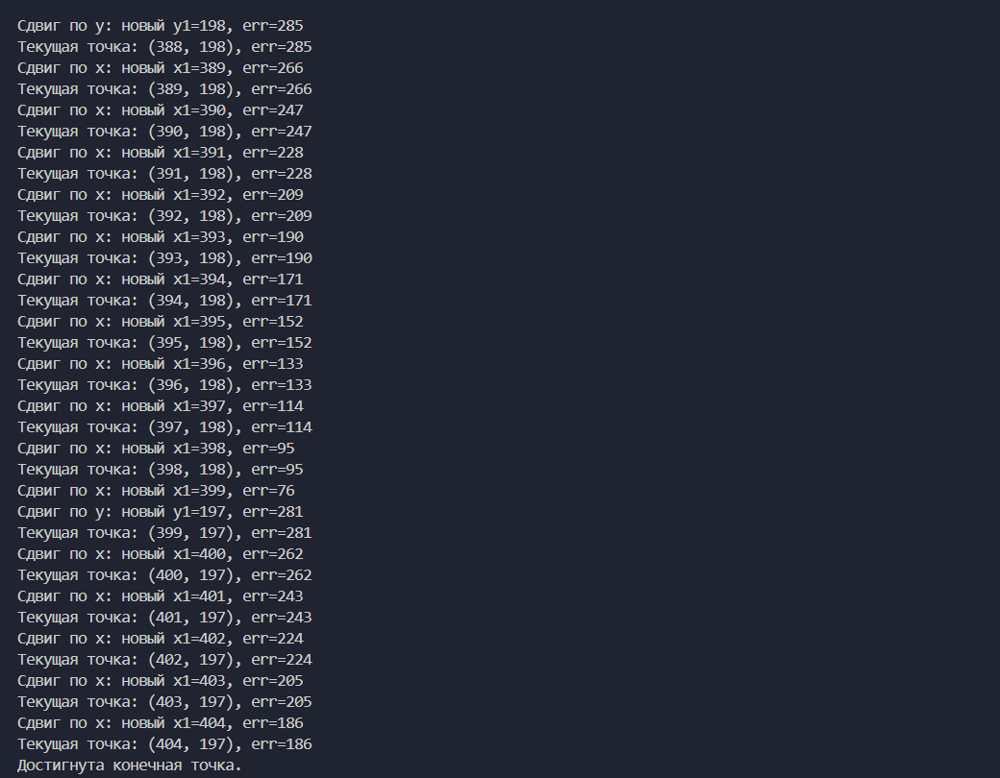 Сдвиг по y: новый y1=198, err=285
Текущая точка: (388, 198), err=285
Сдвиг по x: новый x1=389, err=266
Текущая точка: (389, 198), err=266
Сдвиг по x: новый x1=390, err=247
Текущая точка: (390, 198), err=247
Сдвиг по x: новый x1=391, err=228
Текущая точка: (391, 198), err=228
Сдвиг по x: новый x1=392, err=209
Текущая точка: (392, 198), err=209
Сдвиг по x: новый x1=393, err=190
Текущая точка: (393, 198), err=190
Сдвиг по x: новый x1=394, err=171
Текущая точка: (394, 198), err=171
Сдвиг по x: новый x1=395, err=152
Текущая точка: (395, 198), err=152
Сдвиг по x: новый x1=396, err=133
Текущая точка: (396, 198), err=133
Сдвиг по x: новый x1=397, err=114
Текущая точка: (397, 198), err=114
Сдвиг по x: новый x1=398, err=95
Текущая точка: (398, 198), err=95
Сдвиг по x: новый x1=399, err=76
Сдвиг по y: новый y1=197, err=281
Текущая точка: (399, 197), err=281
Сдвиг по x: новый x1=400, err=262
Текущая точка: (400, 197), err=262
Сдвиг по x: новый x1=401, err=243
Текущая точка: (401, 197), err=243
Сдвиг по x: новый x1=402, err=224
Текущая точка: (402, 197), err=224
Сдвиг по x: новый x1=403, err=205
Текущая точка: (403, 197), err=205
Сдвиг по x: новый x1=404, err=186
Текущая точка: (404, 197), err=186
Достигнута конечная точка.